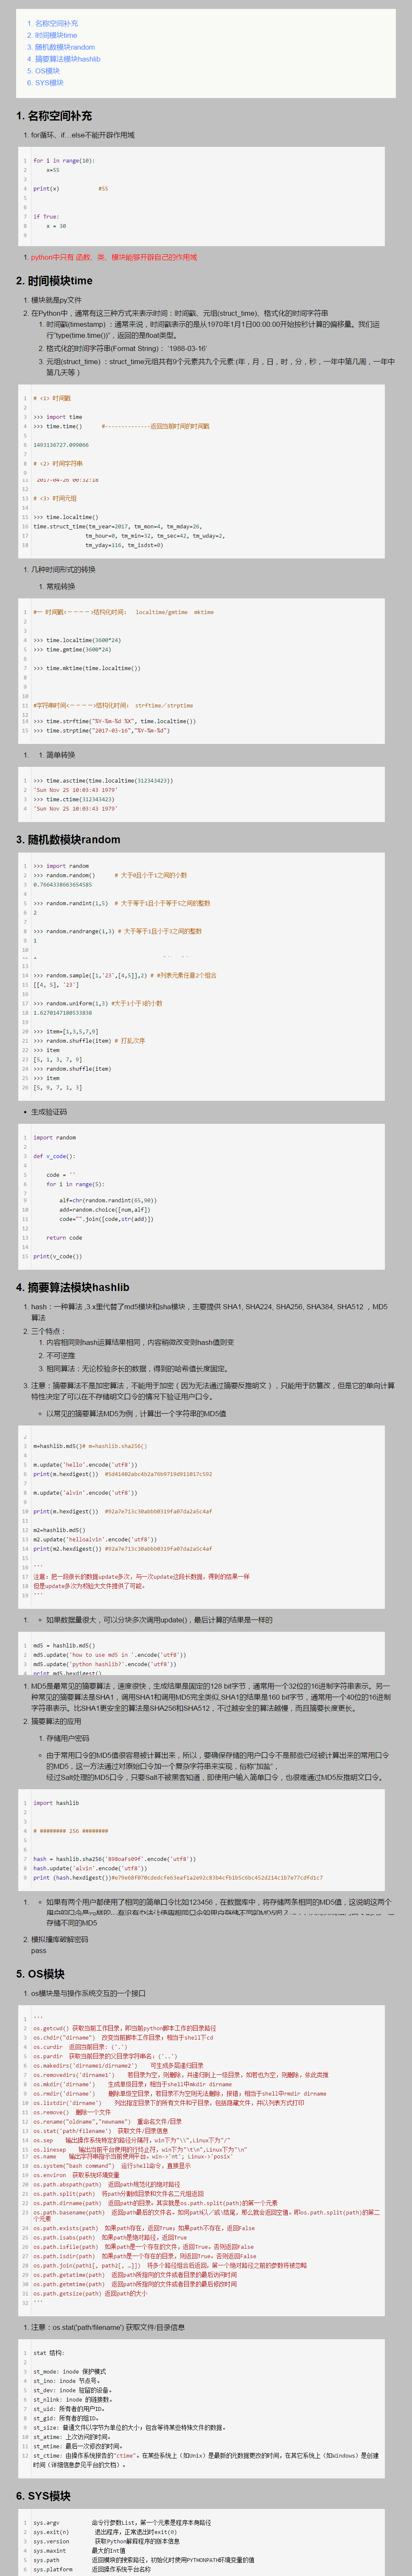 1. 名称空间补充
2. 时间模块time
3. 随机数模块random
4. 摘要算法模块hashlib
5. OS模块
6. SYS模块
1. 名称空间补充
1. for循环、if…else不能开辟作用域
1 for i in range(10):
2 x=55
3
4 print(x) #55
5
6
7 if True:
8 x = 30
9
1. python中只有 函数、类、模块能够开辟自己的作用域
2. 时间模块time
1. 模块就是py文件
2. 在Python中，通常有这三种方式来表示时间：时间戳、元组(struct_time)、格式化的时间字符串
1. 时间戳(timestamp) ：通常来说，时间戳表示的是从1970年1月1日00:00:00开始按秒计算的偏移量。我们运
行“type(time.time())”，返回的是float类型。
2. 格式化的时间字符串(Format String)： '1988-03-16'
3. 元组(struct_time) ：struct_time元组共有9个元素共九个元素:(年，月，日，时，分，秒，一年中第几周，一年中
第几天等 )
1 # <1> 时间戳
2
3 >>> import time
4 >>> time.time() #--------------返回当前时间的时间戳
5
6 1493136727.099066
7
8 # <2> 时间字符串
9
11 '2017-04-26 00:32:18'
12
13 # <3> 时间元组
14
15 >>> time.localtime()
16 time.struct_time(tm_year=2017, tm_mon=4, tm_mday=26,
17 tm_hour=0, tm_min=32, tm_sec=42, tm_wday=2,
18 tm_yday=116, tm_isdst=0)
1. 几种时间形式的转换
1. 常规转换
1 #一 时间戳<－－－－>结构化时间： localtime/gmtime mktime
2
3
4 >>> time.localtime(3600*24)
5 >>> time.gmtime(3600*24)
6
7 >>> time.mktime(time.localtime())
8
9
10
11 #字符串时间<－－－－>结构化时间： strftime／strptime
12
14 >>> time.strftime("%Y-%m-%d %X", time.localtime())
15 >>> time.strptime("2017-03-16","%Y-%m-%d")
1. 1. 简单转换
1 >>> time.asctime(time.localtime(312343423))
2 'Sun Nov 25 10:03:43 1979'
3 >>> time.ctime(312343423)
4 'Sun Nov 25 10:03:43 1979'
3. 随机数模块random
1 >>> import random
2 >>> random.random() # 大于0且小于1之间的小数
3 0.7664338663654585
4
5 >>> random.randint(1,5) # 大于等于1且小于等于5之间的整数
6 2
7
8 >>> random.randrange(1,3) # 大于等于1且小于3之间的整数
9 1
10
13
14 >>> random.sample([1,'23',[4,5]],2) # #列表元素任意2个组合
15 [[4, 5], '23']
16
17 >>> random.uniform(1,3) #大于1小于3的小数
18 1.6270147180533838
19
20 >>> item=[1,3,5,7,9]
21 >>> random.shuffle(item) # 打乱次序
22 >>> item
23 [5, 1, 3, 7, 9]
24 >>> random.shuffle(item)
25 >>> item
26 [5, 9, 7, 1, 3]
• 生成验证码
1 import random
2
3 def v_code():
4
5 code = ''
6 for i in range(5):
7
9 alf=chr(random.randint(65,90))
10 add=random.choice([num,alf])
11 code="".join([code,str(add)])
12
13 return code
14
15 print(v_code())
4. 摘要算法模块hashlib
1. hash：一种算法 ,3.x里代替了md5模块和sha模块，主要提供 SHA1, SHA224, SHA256, SHA384, SHA512 ，MD5
算法
2. 三个特点：
1. 内容相同则hash运算结果相同，内容稍微改变则hash值则变
2. 不可逆推
3. 相同算法：无论校验多长的数据，得到的哈希值长度固定。
3. 注意：摘要算法不是加密算法，不能用于加密（因为无法通过摘要反推明文），只能用于防篡改，但是它的单向计算
特性决定了可以在不存储明文口令的情况下验证用户口令。
◦ 以常见的摘要算法MD5为例，计算出一个字符串的MD5值
2
3 m=hashlib.md5()# m=hashlib.sha256()
4
5 m.update('hello'.encode('utf8'))
6 print(m.hexdigest()) #5d41402abc4b2a76b9719d911017c592
7
8 m.update('alvin'.encode('utf8'))
9
10 print(m.hexdigest()) #92a7e713c30abbb0319fa07da2a5c4af
11
12 m2=hashlib.md5()
13 m2.update('helloalvin'.encode('utf8'))
14 print(m2.hexdigest()) #92a7e713c30abbb0319fa07da2a5c4af
15
16 '''
17 注意：把一段很长的数据update多次，与一次update这段长数据，得到的结果一样
18 但是update多次为校验大文件提供了可能。
19 '''
1. ◦ 如果数据量很大，可以分块多次调用update()，最后计算的结果是一样的
1 md5 = hashlib.md5()
2 md5.update('how to use md5 in '.encode('utf8'))
3 md5.update('python hashlib?'.encode('utf8'))
4 print md5.hexdigest()
1. MD5是最常见的摘要算法，速度很快，生成结果是固定的128 bit字节，通常用一个32位的16进制字符串表示。另一
种常见的摘要算法是SHA1，调用SHA1和调用MD5完全类似,SHA1的结果是160 bit字节，通常用一个40位的16进制
字符串表示。比SHA1更安全的算法是SHA256和SHA512，不过越安全的算法越慢，而且摘要长度更长。
2. 摘要算法的应用
1. 存储用户密码
◦ 由于常用口令的MD5值很容易被计算出来，所以，要确保存储的用户口令不是那些已经被计算出来的常用口令
的MD5，这一方法通过对原始口令加一个复杂字符串来实现，俗称“加盐”，
经过Salt处理的MD5口令，只要Salt不被黑客知道，即使用户输入简单口令，也很难通过MD5反推明文口令。
1 import hashlib
2
3
4 # ######## 256 ########
5
6
7 hash = hashlib.sha256('898oaFs09f'.encode('utf8'))
8 hash.update('alvin'.encode('utf8'))
9 print (hash.hexdigest())#e79e68f070cdedcfe63eaf1a2e92c83b4cfb1b5c6bc452d214c1b7e77cdfd1c7
1. ◦ 如果有两个用户都使用了相同的简单口令比如123456，在数据库中，将存储两条相同的MD5值，这说明这两个
存储不同的MD5
2. 模拟撞库破解密码
pass
5. OS模块
1. os模块是与操作系统交互的一个接口
1 '''
2 os.getcwd() 获取当前工作目录，即当前python脚本工作的目录路径
3 os.chdir("dirname") 改变当前脚本工作目录；相当于shell下cd
4 os.curdir 返回当前目录: ('.')
5 os.pardir 获取当前目录的父目录字符串名：('..')
6 os.makedirs('dirname1/dirname2') 可生成多层递归目录
7 os.removedirs('dirname1') 若目录为空，则删除，并递归到上一级目录，如若也为空，则删除，依此类推
8 os.mkdir('dirname') 生成单级目录；相当于shell中mkdir dirname
9 os.rmdir('dirname') 删除单级空目录，若目录不为空则无法删除，报错；相当于shell中rmdir dirname
10 os.listdir('dirname') 列出指定目录下的所有文件和子目录，包括隐藏文件，并以列表方式打印
11 os.remove() 删除一个文件
12 os.rename("oldname","newname") 重命名文件/目录
13 os.stat('path/filename') 获取文件/目录信息
14 os.sep 输出操作系统特定的路径分隔符，win下为"\\",Linux下为"/"
15 os.linesep 输出当前平台使用的行终止符，win下为"\t\n",Linux下为"\n"
17 os.name 输出字符串指示当前使用平台。win->'nt'; Linux->'posix'
18 os.system("bash command") 运行shell命令，直接显示
19 os.environ 获取系统环境变量
20 os.path.abspath(path) 返回path规范化的绝对路径
21 os.path.split(path) 将path分割成目录和文件名二元组返回
22 os.path.dirname(path) 返回path的目录。其实就是os.path.split(path)的第一个元素
23 os.path.basename(path) 返回path最后的文件名。如何path以／或\结尾，那么就会返回空值。即os.path.split(path)的第二
个元素
24 os.path.exists(path) 如果path存在，返回True；如果path不存在，返回False
25 os.path.isabs(path) 如果path是绝对路径，返回True
26 os.path.isfile(path) 如果path是一个存在的文件，返回True。否则返回False
27 os.path.isdir(path) 如果path是一个存在的目录，则返回True。否则返回False
28 os.path.join(path1[, path2[, ...]]) 将多个路径组合后返回，第一个绝对路径之前的参数将被忽略
29 os.path.getatime(path) 返回path所指向的文件或者目录的最后访问时间
30 os.path.getmtime(path) 返回path所指向的文件或者目录的最后修改时间
31 os.path.getsize(path) 返回path的大小
32 '''
1. 注意：os.stat('path/filename') 获取文件/目录信息
1 stat 结构:
2
3 st_mode: inode 保护模式
4 st_ino: inode 节点号。
5 st_dev: inode 驻留的设备。
6 st_nlink: inode 的链接数。
7 st_uid: 所有者的用户ID。
8 st_gid: 所有者的组ID。
9 st_size: 普通文件以字节为单位的大小；包含等待某些特殊文件的数据。
10 st_atime: 上次访问的时间。
11 st_mtime: 最后一次修改的时间。
12 st_ctime: 由操作系统报告的"ctime"。在某些系统上（如Unix）是最新的元数据更改的时间，在其它系统上（如Windows）是创建
时间（详细信息参见平台的文档）。
6. SYS模块
1 sys.argv 命令行参数List，第一个元素是程序本身路径
2 sys.exit(n) 退出程序，正常退出时exit(0)
3 sys.version 获取Python解释程序的版本信息
4 sys.maxint 最大的Int值
5 sys.path 返回模块的搜索路径，初始化时使用PYTHONPATH环境变量的值
6 sys.platform 返回操作系统平台名称